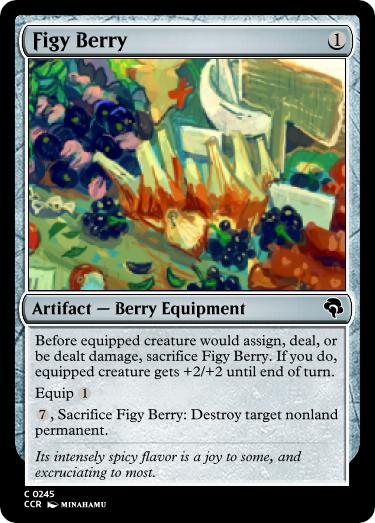 Figy Berry 1
Artifact — Berry Equipment
Before equipped creature would assign, deal, or
be dealt damage, sacrifice Figy Berry. If you do,
equipped creature gets +2/+2 until end of turn.
Equip 1
7, Sacrifice Figy Berry: Destroy target nonland
permanent.
Its intensely spicy flavor is a joy to some, and
excruciating to most.
C 0245
CCR MINAHAMU